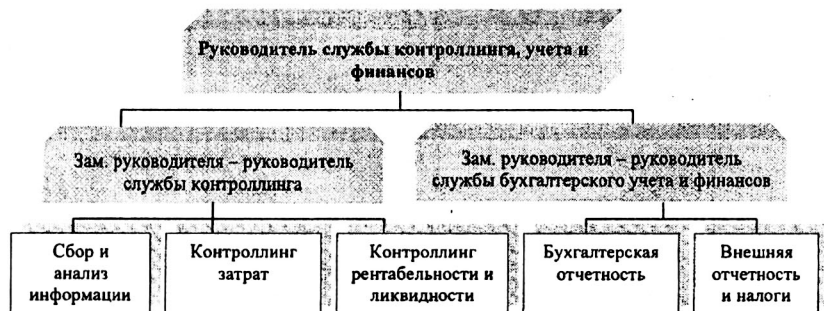 Руководитель службы контроллинга, учета и
финансов
Зам. руководителя – руководитель
службы контроллинга
Зам. руководителя – руководитель
службы бухгалтерского учета и финансов
Сбор и
анализ
информации
Контроллинг
затрат
Контроллинг
рентабельности и
ликвидности
Бухгалтерская
отчетность
Внешняя
отчетность
и налоги